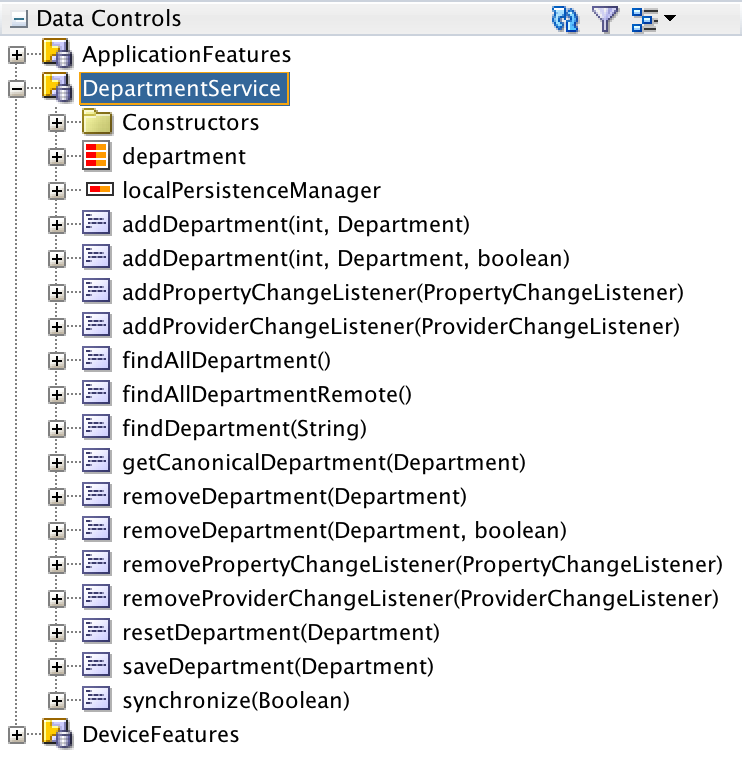 Data Controls
ApplicationFeatures
DepartmentService
Constructors
department
localPersistenceManager
addDepartment(int, Department)
addDepartment(int, Department, boolean)
addPropertyChangeListener(PropertyChangeListener)
addProviderChangeListener(ProviderChangeListener)
findAllDepartment()
findAllDepartmentRemote()
findDepartment(String)
getCanonicalDepartment(Department)
removeDepartment(Department)
removeDepartment(Department, boolean)
removePropertyChangeListener(PropertyChangeListener)
removeProviderChangeListener(ProviderChangeListener)
resetDepartment(Department)
saveDepartment(Department)
synchronize(Boolean)
DeviceFeatures